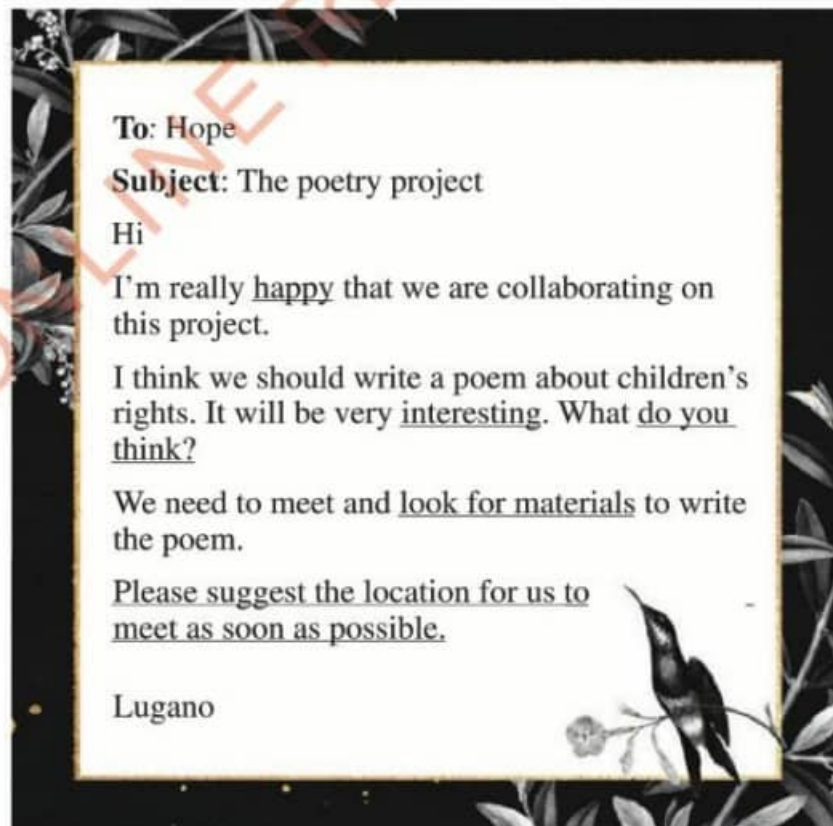 To: Hope
Subject: The poetry project
Hi
I'm really happy that we are collaborating on
this project.
I think we should write a poem about children's
rights. It will be very interesting. What do you
think?
We need to meet and look for materials to write
the poem.
Please suggest the location for us to
meet as soon as possible.
Lugano